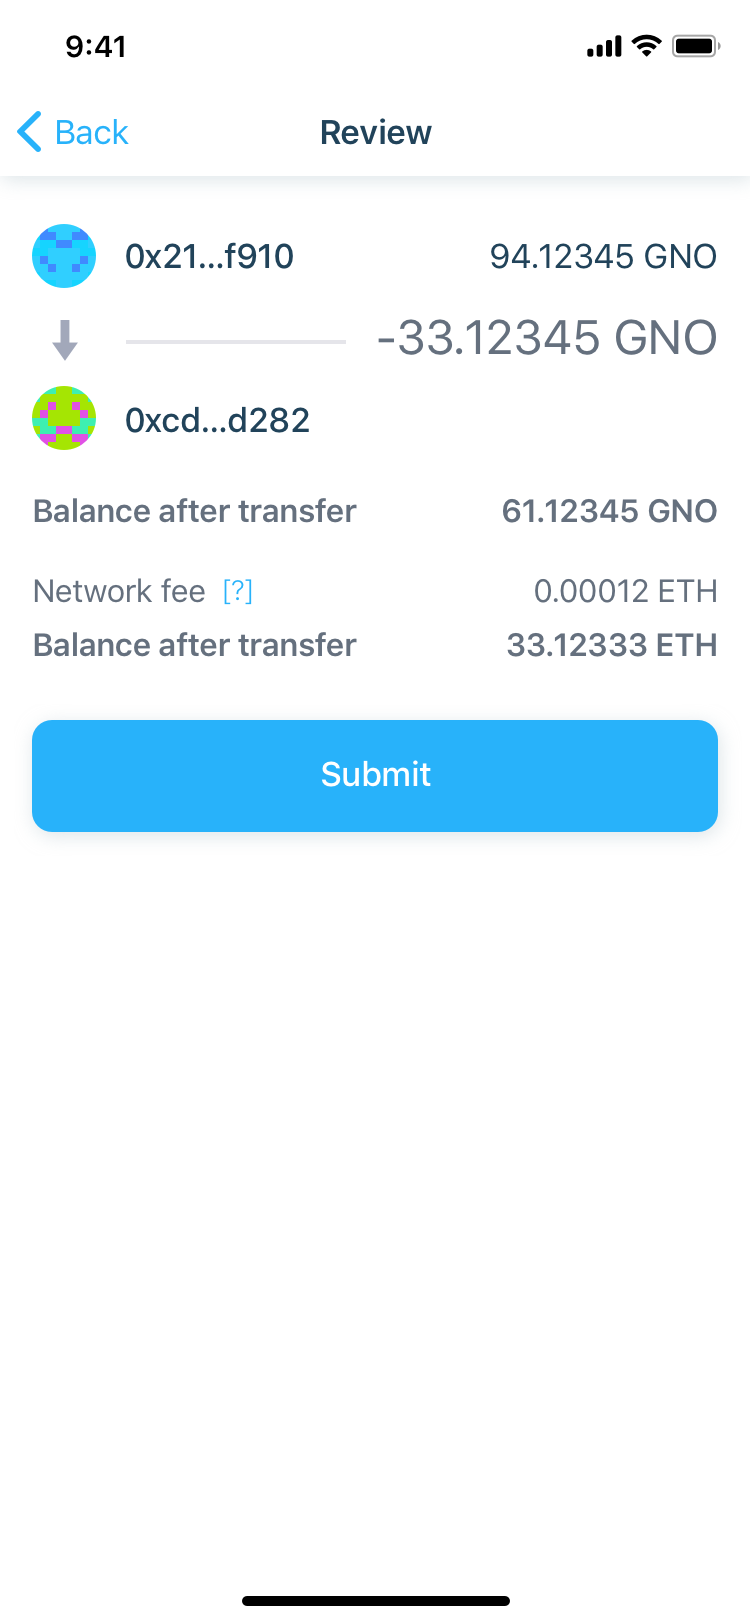 9:41
Back Review
0x21...f910 94.12345 GNO
-33.12345 GNO
0xcd...d282
Balance after transfer 61.12345 GNO
Network fee [?] 0.00012 ETH
Balance after transfer 33.12333 ETH
Submit